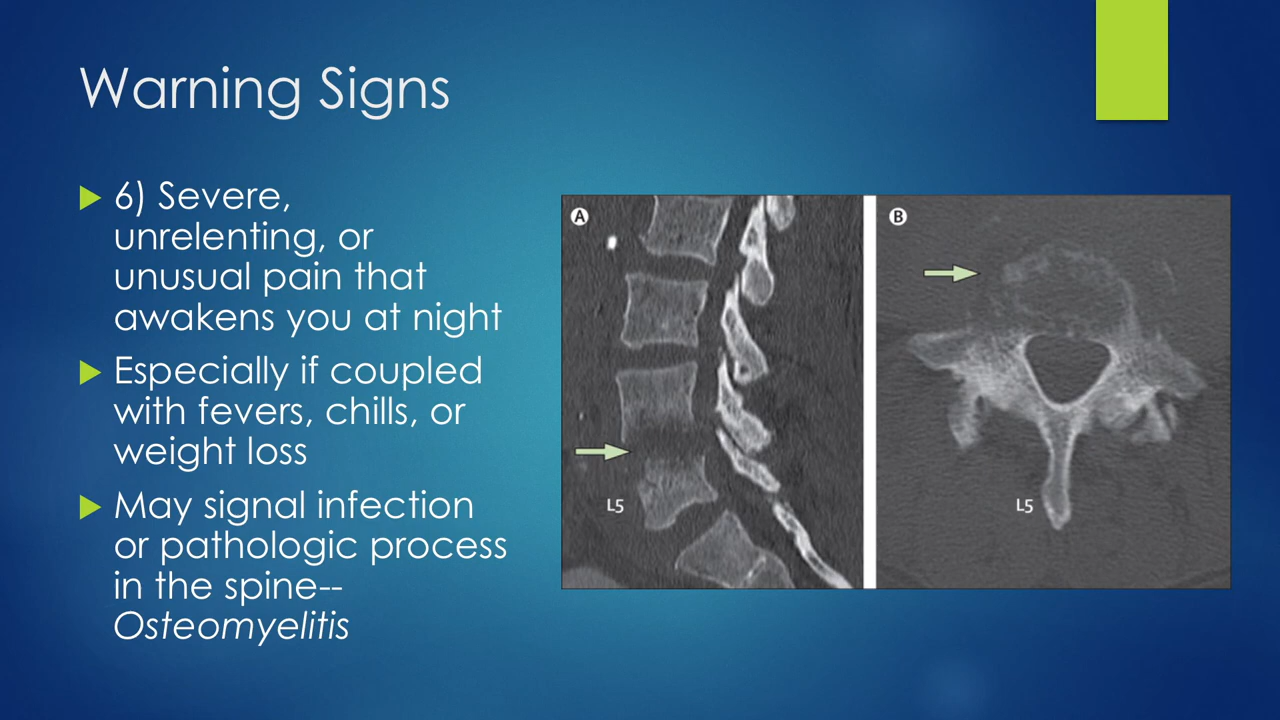 Warning Signs
6) Severe,
unrelenting, or
unusual pain that
awakens you at night
Especially if coupled
with fevers, chills, or
weight loss
May signal infection
or pathologic process
in the spine--
Osteomyelitis
A
L5
B
L5